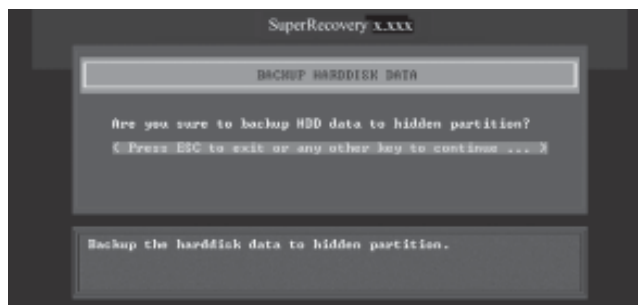 SuperRecovery x.xxx
BACKUP HARDDISK DATA
Are you sure to backup HDD data to hidden partition?
< Press ESC to exit or any other key to continue ... >
Backup the harddisk data to hidden partition.